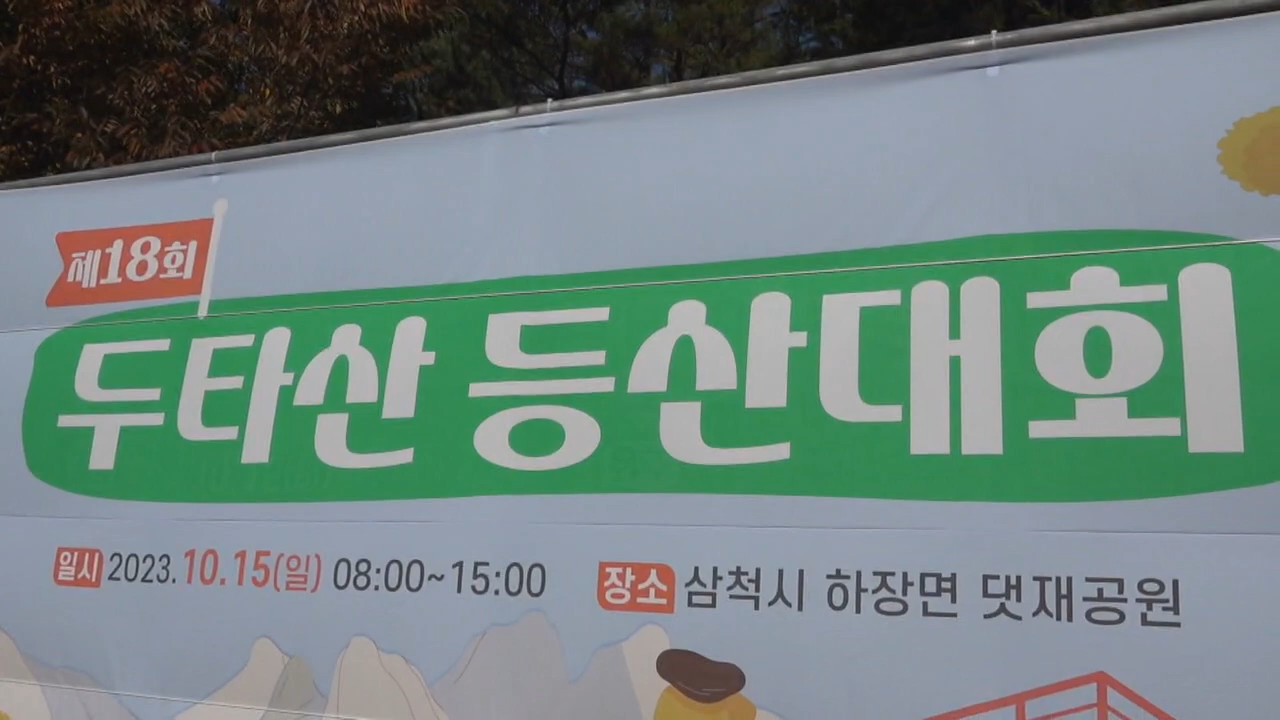 제18회
두타산 등산대회
일시 2023.10.15(일) 08:00~15:00 장소 삼척시 하장면 댓재공원